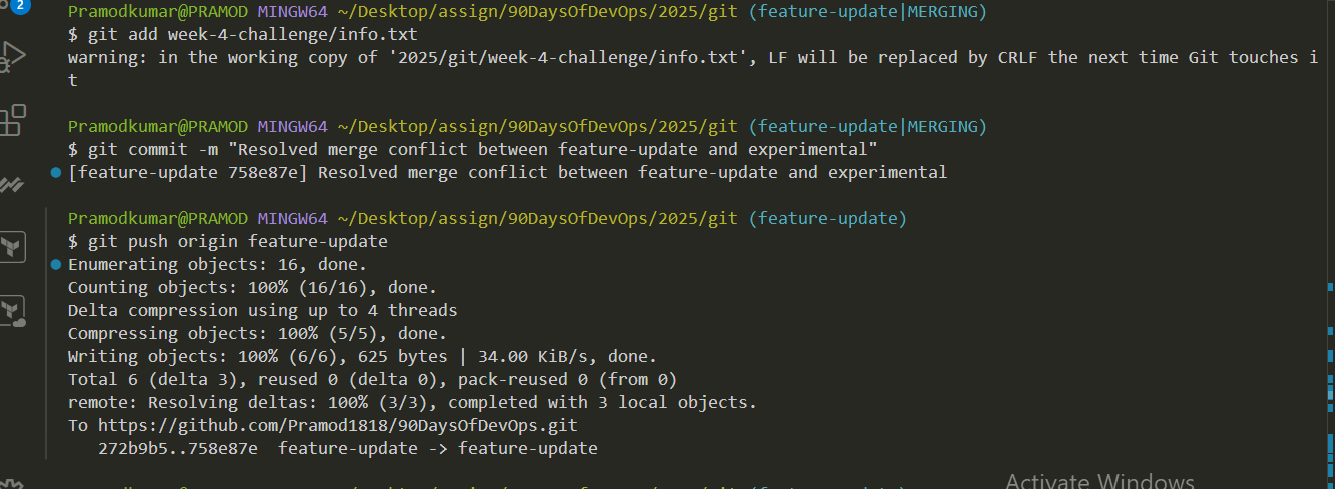 2
Pramodkumar@PRAMOD MINGW64 ~/Desktop/assign/90DaysOfDevOps/2025/git (feature-update|MERGING)
$ git add week-4-challenge/info.txt
warning: in the working copy of '2025/git/week-4-challenge/info.txt', LF will be replaced by CRLF the next time Git touches i
t
Pramodkumar@PRAMOD MINGW64 ~/Desktop/assign/90DaysOfDevOps/2025/git (feature-update|MERGING)
$ git commit -m "Resolved merge conflict between feature-update and experimental"
[feature-update 758e87e] Resolved merge conflict between feature-update and experimental
Pramodkumar@PRAMOD MINGW64 ~/Desktop/assign/90DaysOfDevOps/2025/git (feature-update)
$ git push origin feature-update
Enumerating objects: 16, done.
Counting objects: 100% (16/16), done.
Delta compression using up to 4 threads
Compressing objects: 100% (5/5), done.
Writing objects: 100% (6/6), 625 bytes | 34.00 KiB/s, done.
Total 6 (delta 3), reused 0 (delta 0), pack-reused 0 (from 0)
remote: Resolving deltas: 100% (3/3), completed with 3 local objects.
To https://github.com/Pramod1818/90DaysOfDevOps.git
   272b9b5..758e87e  feature-update -> feature-update
Activate Windows